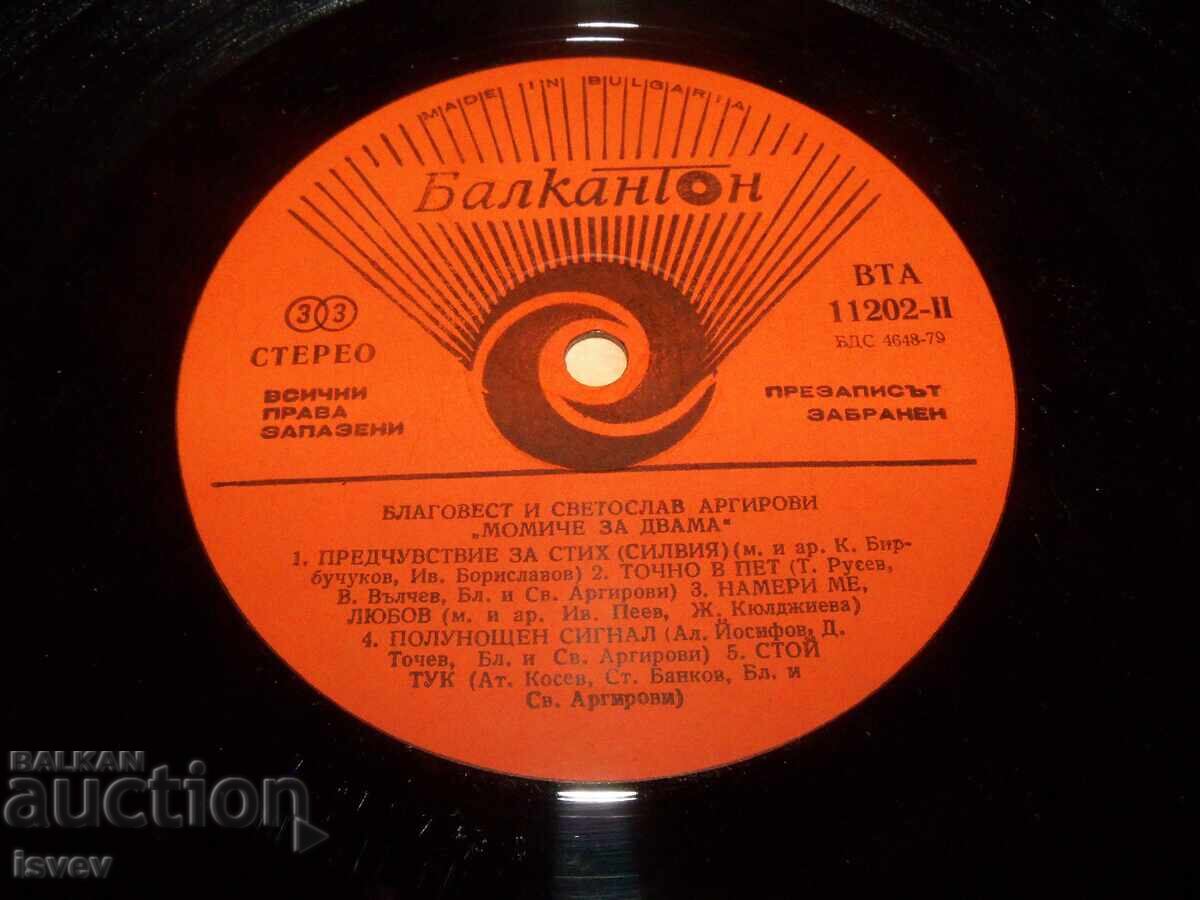 MADE IN BULGARIA
Балкантон
33
СТЕРЕО
ВСИЧКИ
ПРАВА
ЗАПАЗЕНИ
ВТА
11202-II
БДС 4648-79
ПРЕЗАПИСЪТ
ЗАБРАНЕН
БЛАГОВЕСТ И СВЕТОСЛАВ АРГИРОВИ
„МОМИЧЕ ЗА ДВАМА"
1. ПРЕДЧУВСТВИЕ ЗА СТИХ (СИЛВИЯ) (м. и ар. К. Бир-
бучуков, Ив. Бориславов) 2. ТОЧНО В ПЕТ (Т. Русев,
В. Вълчев, Бл. и Св. Аргирови) 3. НАМЕРИ МЕ,
ЛЮБОВ (м. и ар. Ив. Пеев, Ж. Кюлджиева)
4. ПОЛУНОЩЕН СИГНАЛ (Ал. Йосифов, Д.
Точев, Бл. и Св. Аргирови) 5. СТОЙ
ТУК (Ат. Косев, Ст. Банков, Бл. и
Св. Аргирови)
BALKAN
auction
isvev